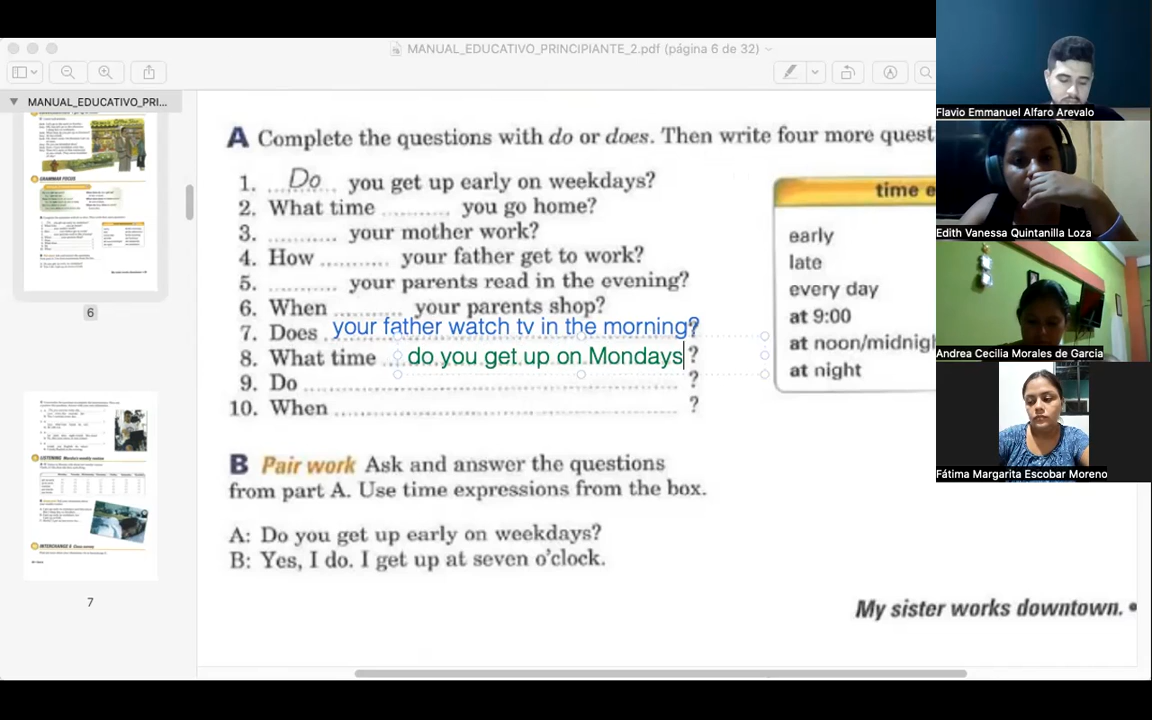 MANUAL_EDUCATIVO_PRINCIPIANTE_2.pdf (página 6 de 32)
MANUAL_EDUCATIVO_PRI...
A Complete the questions with do or does. Then write four more quest
1. Do you get up early on weekdays?
2. What time .......... you go home?
3. .......... your mother work?
4. How .......... your father get to work?
5. .......... your parents read in the evening?
6. When .......... your parents shop?
7. Does your father watch tv in the morning?
8. What time ... do you get up on Mondays ?
9. Do .......... ?
10. When .......... ?
time e
early
late
every day
at 9:00
at noon/midnigh
at night
B Pair work Ask and answer the questions
from part A. Use time expressions from the box.
A: Do you get up early on weekdays?
B: Yes, I do. I get up at seven o'clock.
My sister works downtown. •
6
GRAMMAR FOCUS
LISTENING
INTERCHANGE
7
Flavio Emmanuel Alfaro Arevalo
Edith Vanessa Quintanilla Loza
Andrea Cecilia Morales de Garcia
Fátima Margarita Escobar Moreno